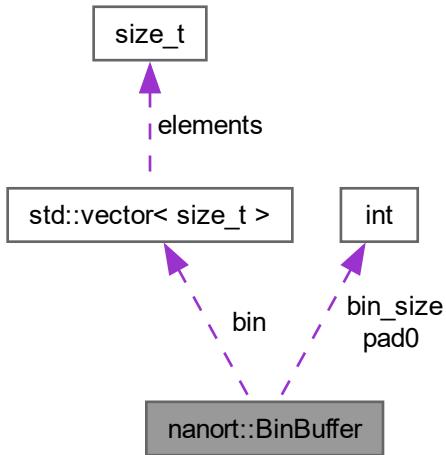 size_t
elements
std::vector< size_t >
int
bin
bin_size
pad0
nanort::BinBuffer